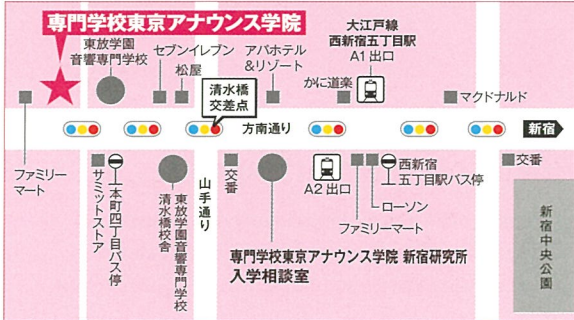 専門学校東京アナウンス学院
東放学園
音響専門学校
セブンイレブン
松屋
アパホテル
&リゾート
大江戸線
西新宿五丁目駅
A1出口
かに道楽
マクドナルド
清水橋
交差点
方南通り
新宿
ファミリー
マート
サミットストア
本町四丁目バス停
東放学園音響専門学校
清水橋校舎
山手通り
交番
A2出口
ファミリーマート
ローソン
西新宿
五丁目駅バス停
交番
新宿中央公園
専門学校東京アナウンス学院 新宿研究所
入学相談室